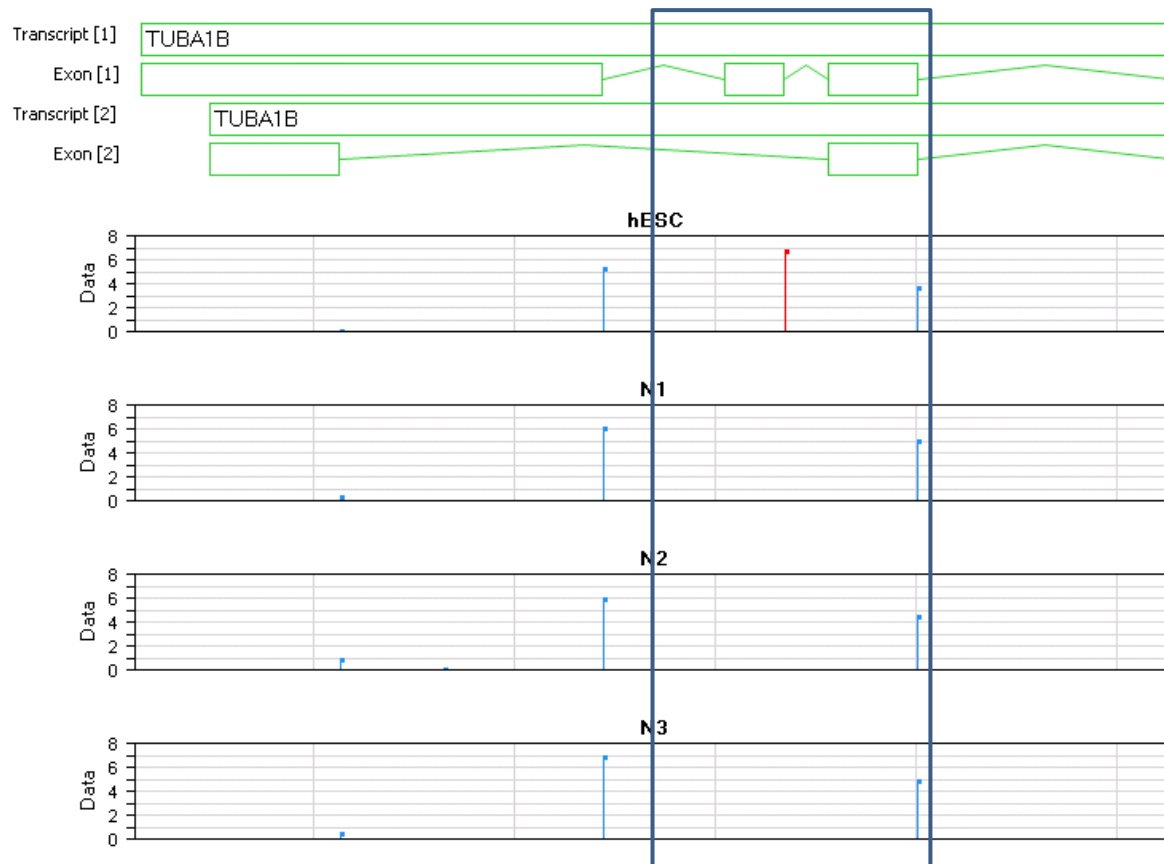 Transcript [1] TUBA1B
Exon [1]
Transcript [2] TUBA1B
Exon [2]
hESC
8
6
4
2
0
Data
N1
8
6
4
2
0
Data
N2
8
6
4
2
0
Data
N3
8
6
4
2
0
Data